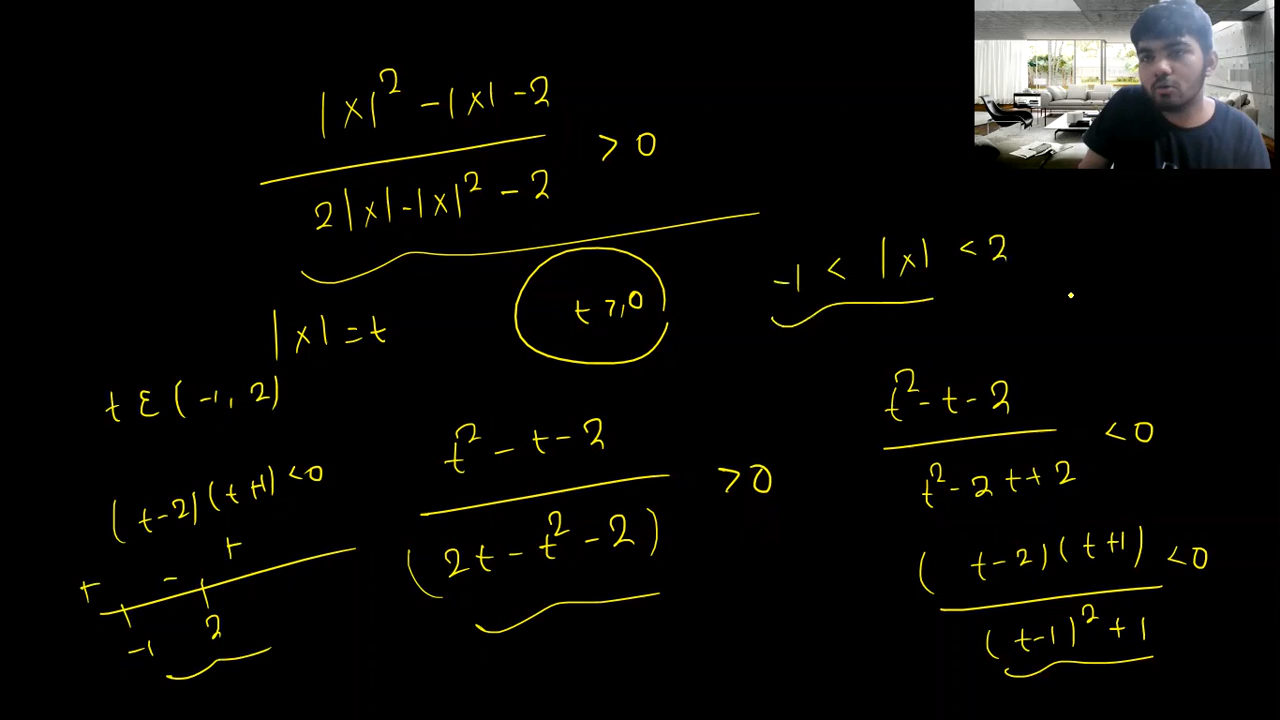 |x|² - |x| - 2
2|x| - |x|² - 2
> 0
|x| = t
t ⩾ 0
-1 < |x| < 2
t ε (-1, 2)
(t-2)(t+1) < 0
+ - +
-1 2
t² - t - 2
(2t - t² - 2)
> 0
t² - t - 2
t² - 2t + 2
< 0
(t-2)(t+1)
(t-1)² + 1
< 0